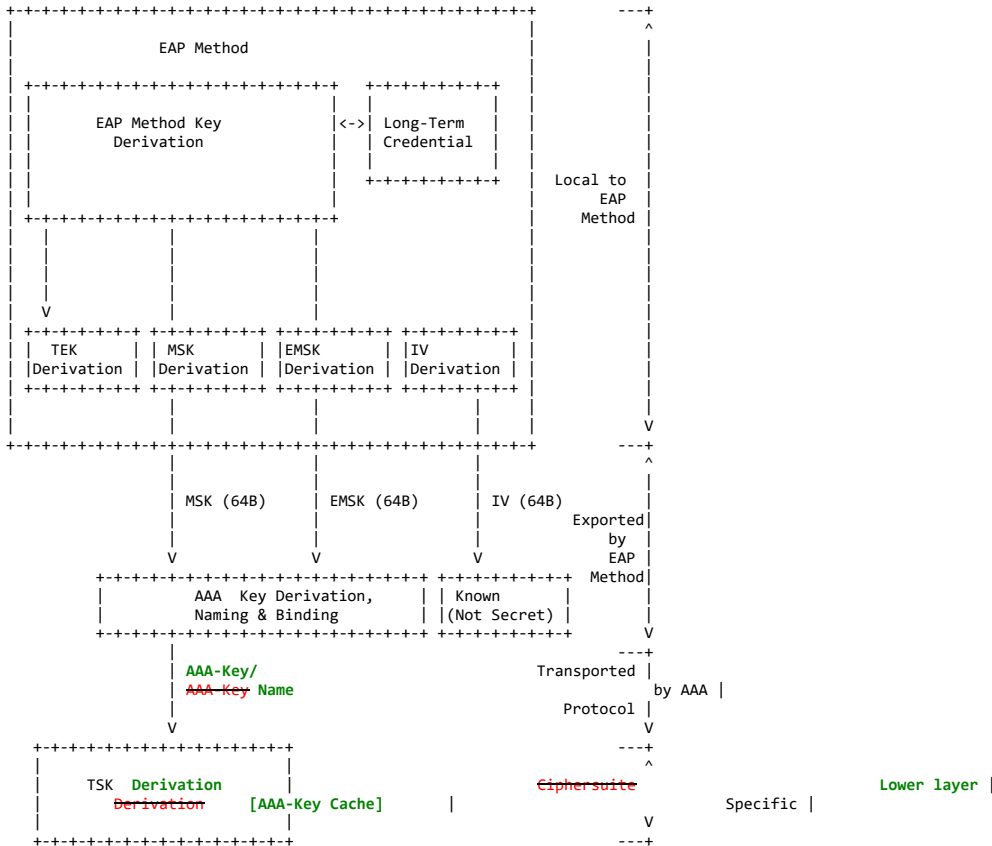 +-+-+-+-+-+-+-+-+-+-+-+-+-+-+-+-+-+-+-+-+-+-+-+-+-+-+-+-+-+         ---+
|                                                         |            ^
|                EAP Method                               |            |
|                                                         |            |
| +-+-+-+-+-+-+-+-+-+-+-+-+-+-+-+-+-+   +-+-+-+-+-+-+-+   |            |
| |                                 |   |             |   |            |
| |       EAP Method Key            |<->| Long-Term   |   |            |
| |         Derivation              |   | Credential  |   |            |
| |                                 |   |             |   |            |
| |                                 |   +-+-+-+-+-+-+-+   |  Local to  |
| |                                 |                     |       EAP  |
| +-+-+-+-+-+-+-+-+-+-+-+-+-+-+-+-+-+                     |     Method |
|   |             |               |                       |            |
|   |             |               |                       |            |
|   |             |               |                       |            |
|   |             |               |                       |            |
|   V             |               |                       |            |
| +-+-+-+-+-+-+ +-+-+-+-+-+-+ +-+-+-+-+-+-+ +-+-+-+-+-+-+ |            |
| |  TEK      | | MSK       | |EMSK       | |IV         | |            |
| |Derivation | |Derivation | |Derivation | |Derivation | |            |
| +-+-+-+-+-+-+ +-+-+-+-+-+-+ +-+-+-+-+-+-+ +-+-+-+-+-+-+ |            |
|                 |               |                 |     |            |
|                 |               |                 |     |            V
+-+-+-+-+-+-+-+-+-+-+-+-+-+-+-+-+-+-+-+-+-+-+-+-+-+-+-+-+-+         ---+
                  |               |                 |                  ^
                  |               |                 |                  |
                  | MSK (64B)     | EMSK (64B)      | IV (64B)         |
                  |               |                 |          Exported|
                  |               |                 |              by  |
                  V               V                 V              EAP |
          +-+-+-+-+-+-+-+-+-+-+-+-+-+-+-+-+-+-+ +-+-+-+-+-+-+-+  Method|
          |         AAA  Key Derivation,     | | Known       |        |
          |         Naming & Binding         | |(Not Secret) |        |
          +-+-+-+-+-+-+-+-+-+-+-+-+-+-+-+-+-+-+ +-+-+-+-+-+-+-+        V
                  |                                                 ---+
                  | AAA-Key/                            Transported |
                  | AAA-Key Name                                     by AAA |
                  |                                        Protocol |
                  V                                                    V
   +-+-+-+-+-+-+-+-+-+-+-+-+-+-+                                    ---+
   |                           |                                       ^
   |     TSK  Derivation       |                           Ciphersuite                           Lower layer |
   |        Derivation     [AAA-Key Cache]       |                              Specific |
   |                           |                                       V
   +-+-+-+-+-+-+-+-+-+-+-+-+-+-+                                    ---+